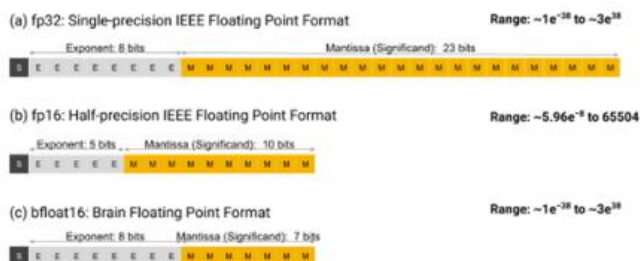 (a) fp32: Single-precision IEEE Floating Point Format Range: ~1e⁻³⁸ to ~3e³⁸
Exponent: 8 bits Mantissa (Significand): 23 bits
S E E E E E E E E M M M M M M M M M M M M M M M M M M M M M M M
(b) fp16: Half-precision IEEE Floating Point Format Range: ~5.96e⁻⁸ to 65504
Exponent: 5 bits Mantissa (Significand): 10 bits
S E E E E E M M M M M M M M M M
(c) bfloat16: Brain Floating Point Format Range: ~1e⁻³⁸ to ~3e³⁸
Exponent: 8 bits Mantissa (Significand): 7 bits
S E E E E E E E E M M M M M M M